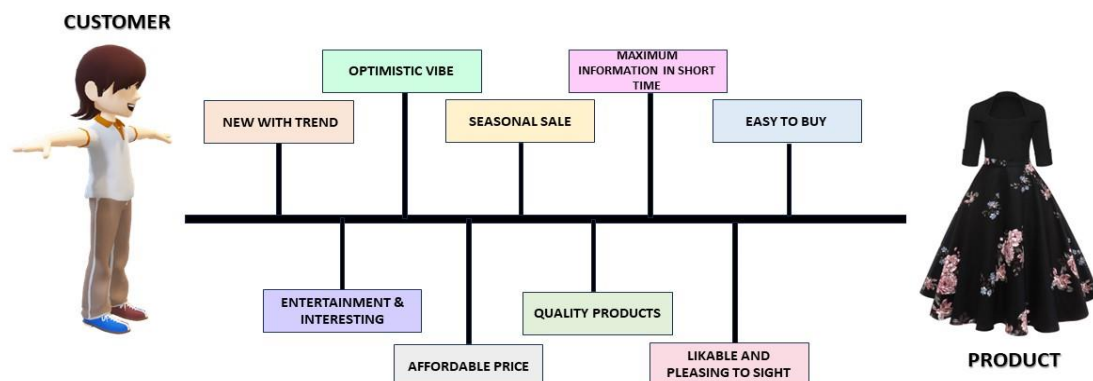 CUSTOMER
OPTIMISTIC VIBE
MAXIMUM
INFORMATION IN SHORT
TIME
NEW WITH TREND
SEASONAL SALE
EASY TO BUY
ENTERTAINMENT &
INTERESTING
QUALITY PRODUCTS
AFFORDABLE PRICE
LIKABLE AND
PLEASING TO SIGHT
PRODUCT